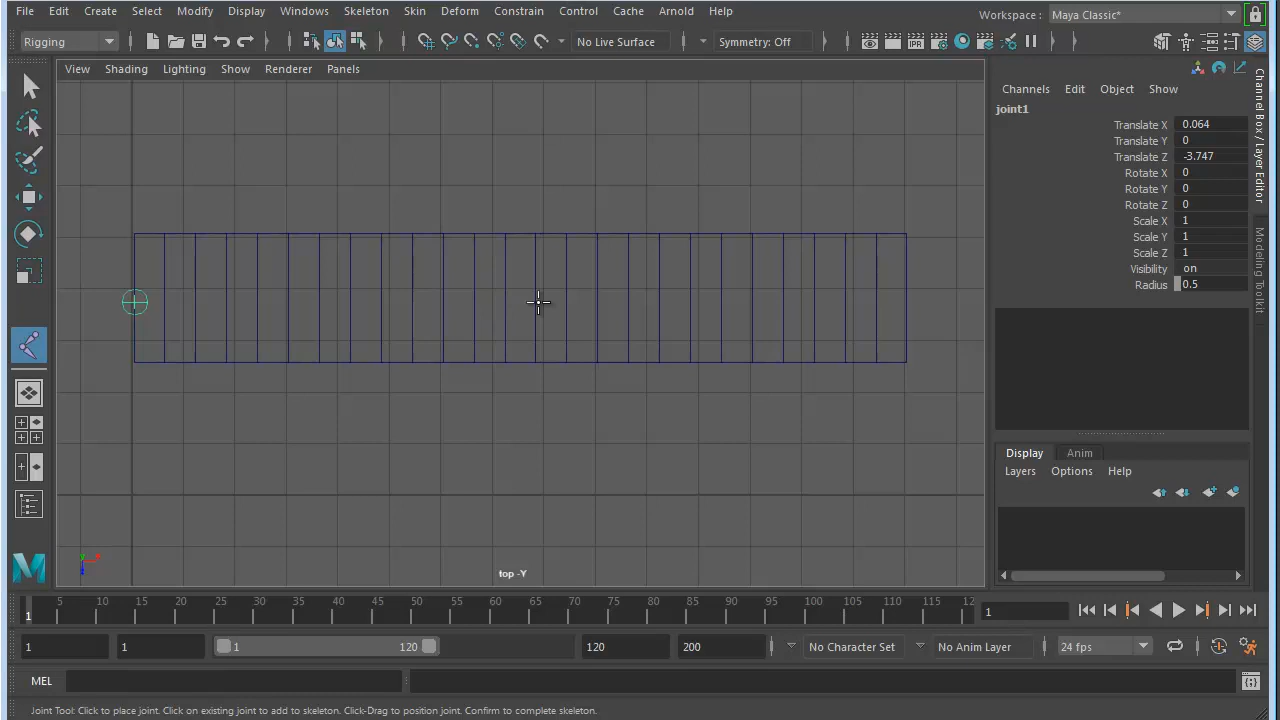 File Edit Create Select Modify Display Windows Skeleton Skin Deform Constrain Control Cache Arnold Help
Workspace : Maya Classic*
Rigging
No Live Surface
Symmetry: Off
IPR
View Shading Lighting Show Renderer Panels
Channels Edit Object Show
joint1
Translate X 0.064
Translate Y 0
Translate Z -3.747
Rotate X 0
Rotate Y 0
Rotate Z 0
Scale X 1
Scale Y 1
Scale Z 1
Visibility on
Radius 0.5
Channel Box / Layer Editor
Modeling Toolkit
Display Anim
Layers Options Help
top -Y
1 5 10 15 20 25 30 35 40 45 50 55 60 65 70 75 80 85 90 95 100 105 110 115 12
1
1 1 1 120 120 200 No Character Set No Anim Layer 24 fps
MEL
Joint Tool: Click to place joint. Click on existing joint to add to skeleton. Click-Drag to position joint. Confirm to complete skeleton.